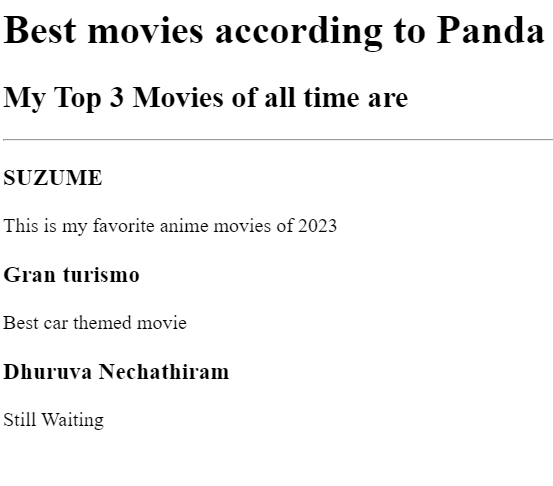 Best movies according to Panda
My Top 3 Movies of all time are
SUZUME
This is my favorite anime movies of 2023
Gran turismo
Best car themed movie
Dhuruva Nechathiram
Still Waiting